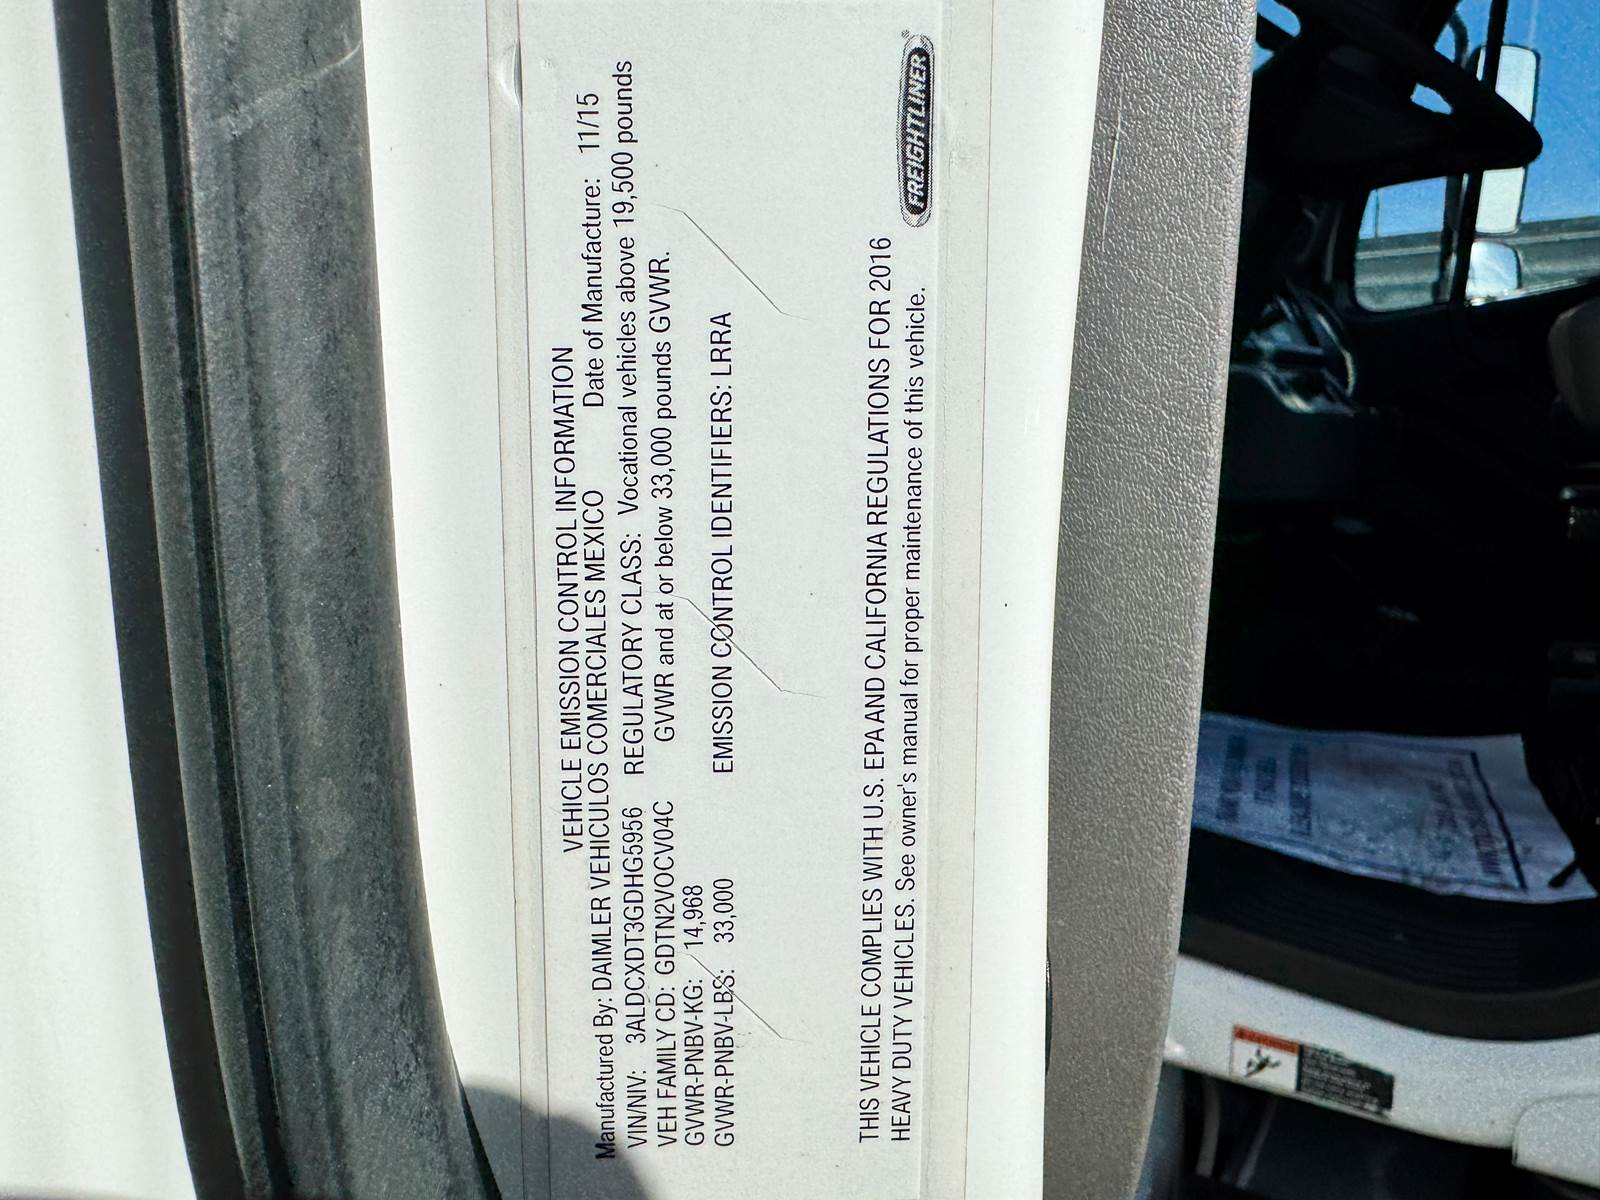 VEHICLE EMISSION CONTROL INFORMATION
Manufactured By: DAIMLER VEHICULOS COMERCIALES MEXICO Date of Manufacture: 11/15
VIN/NIV: 3ALDCXDT3GDHG5956 REGULATORY CLASS: Vocational vehicles above 19,500 pounds
VEH FAMILY CD: GDTN2VOCV04C GVWR and at or below 33,000 pounds GVWR.
GVWR-PNBV-KG: 14,968
GVWR-PNBV-LBS: 33,000 EMISSION CONTROL IDENTIFIERS: LRRA
THIS VEHICLE COMPLIES WITH U.S. EPA AND CALIFORNIA REGULATIONS FOR 2016
HEAVY DUTY VEHICLES. See owner's manual for proper maintenance of this vehicle.
FREIGHTLINER